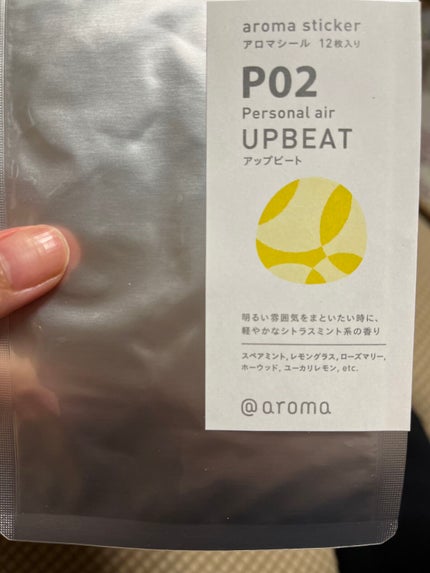 aroma sticker
アロマシール 12枚入り
P02
Personal air
UPBEAT
アップビート
明るい雰囲気をまといたい時に、
軽やかなシトラスミント系の香り
スペアミント, レモングラス, ローズマリー,
ホーウッド, ユーカリレモン, etc.
@aroma